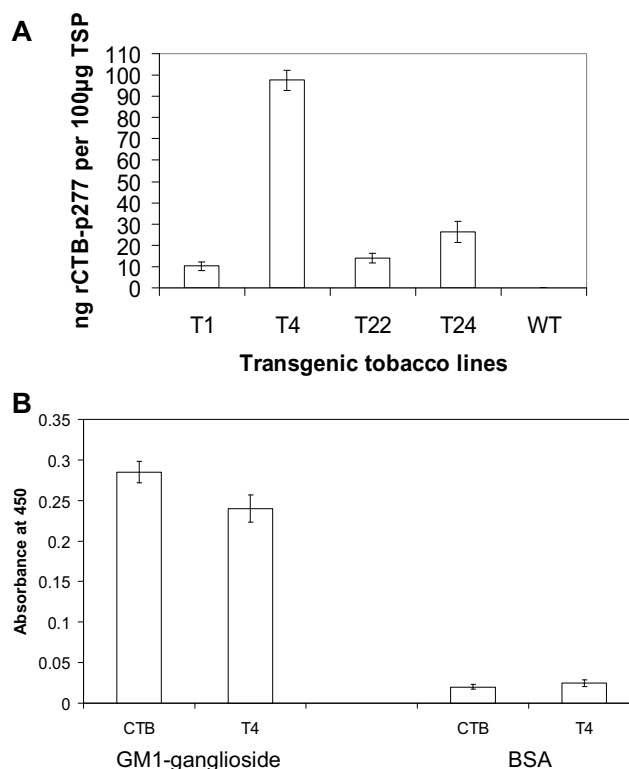 A
ng rCTB-p277 per 100µg TSP
110
100
90
80
70
60
50
40
30
20
10
0
T1 T4 T22 T24 WT
Transgenic tobacco lines
B
Absorbance at 450
0.35
0.3
0.25
0.2
0.15
0.1
0.05
0
CTB T4 CTB T4
GM1-ganglioside BSA